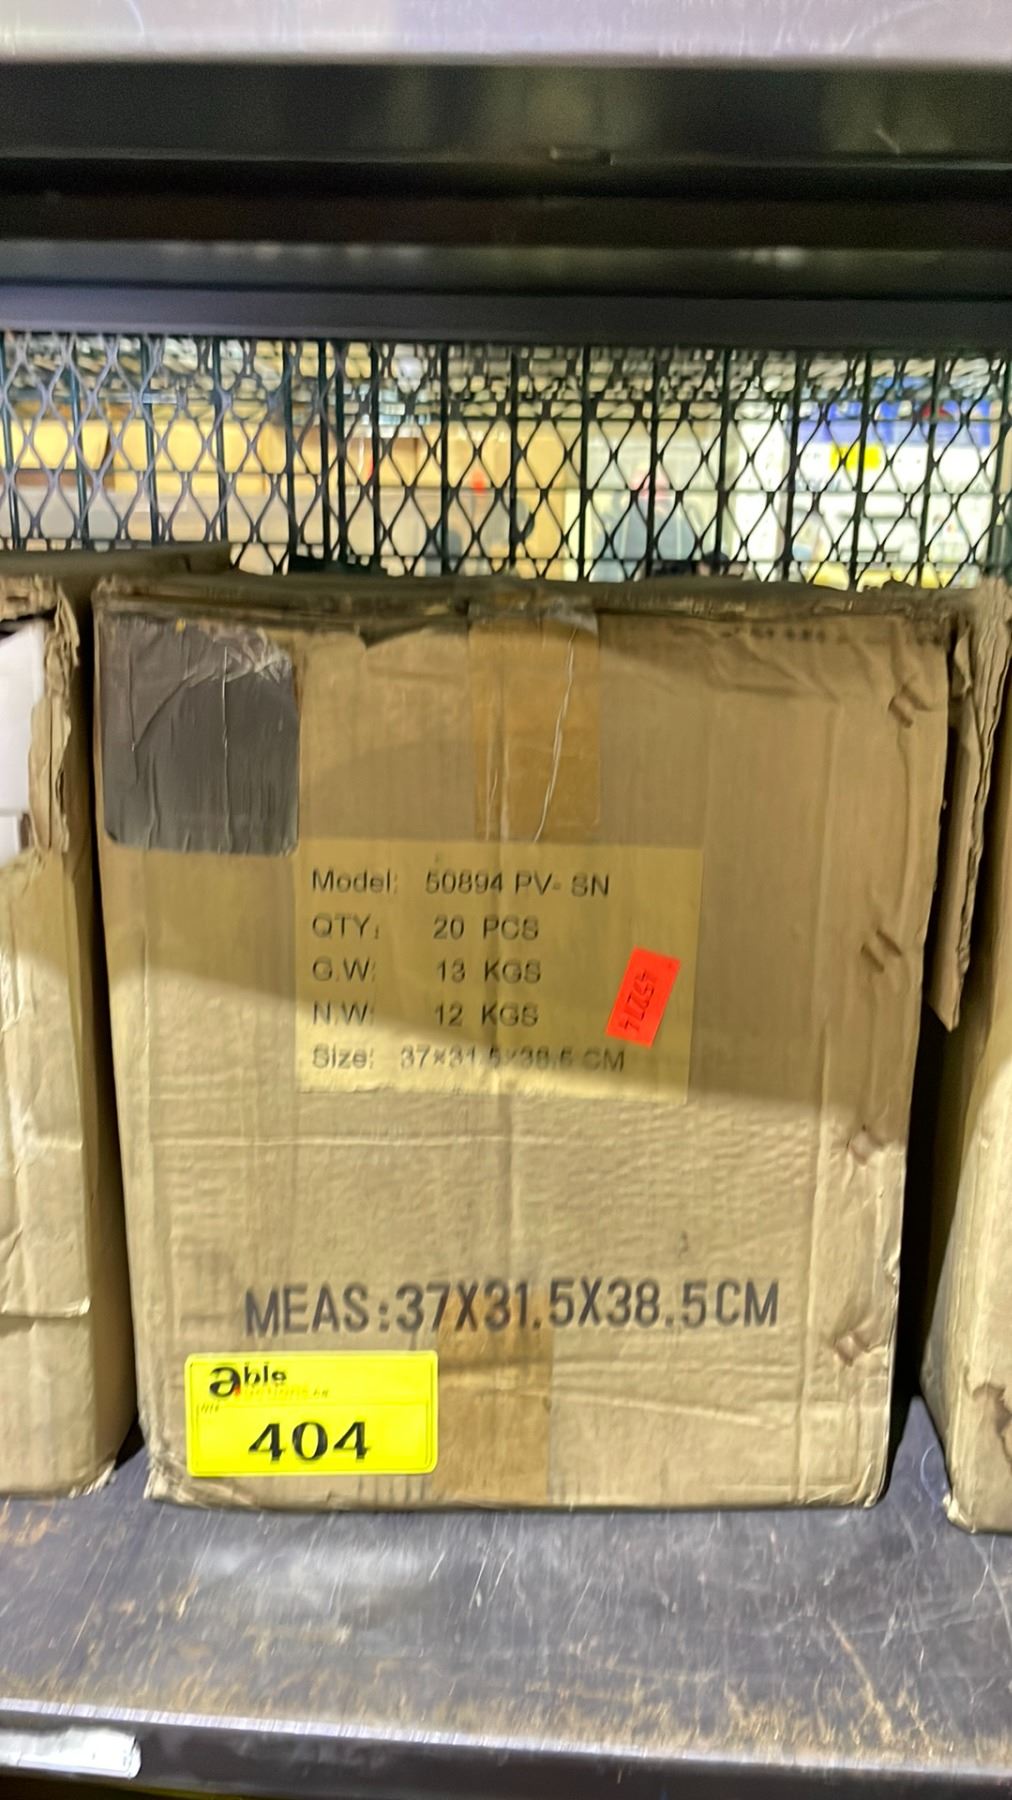 Model: 50894 PV- SN
QTY: 20 PCS
G.W: 13 KGS
N.W: 12 KGS
Size: 37×31.5×38.5 CM
MEAS:37X31.5X38.5CM
able
404